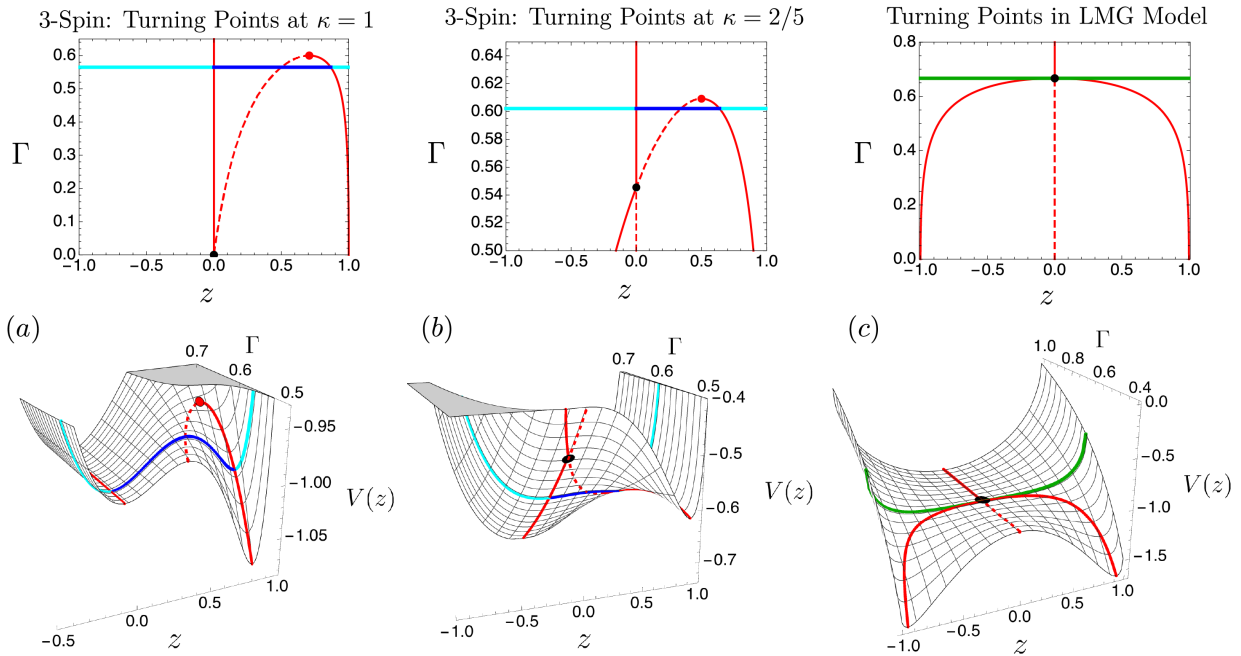 3-Spin: Turning Points at κ = 1
0.6
0.5
0.4
0.3
0.2
0.1
0.0
Γ
−1.0 −0.5 0.0 0.5 1.0
z
3-Spin: Turning Points at κ = 2/5
0.64
0.62
0.60
0.58
0.56
0.54
0.52
0.50
Γ
−1.0 −0.5 0.0 0.5 1.0
z
Turning Points in LMG Model
0.8
0.6
0.4
0.2
0.0
Γ
−1.0 −0.5 0.0 0.5 1.0
z
(a)
Γ
0.7 0.6 0.5
−0.95
−1.00
−1.05
V(z)
−0.5 0.0 0.5 1.0
z
(b)
Γ
0.7 0.6 0.5
−0.4
−0.5
−0.6
−0.7
V(z)
−1.0 −0.5 0.0 0.5 1.0
z
(c)
Γ
1.0 0.8 0.6 0.4
0.0
−0.5
−1.0
−1.5
V(z)
−1.0 −0.5 0.0 0.5 1.0
z